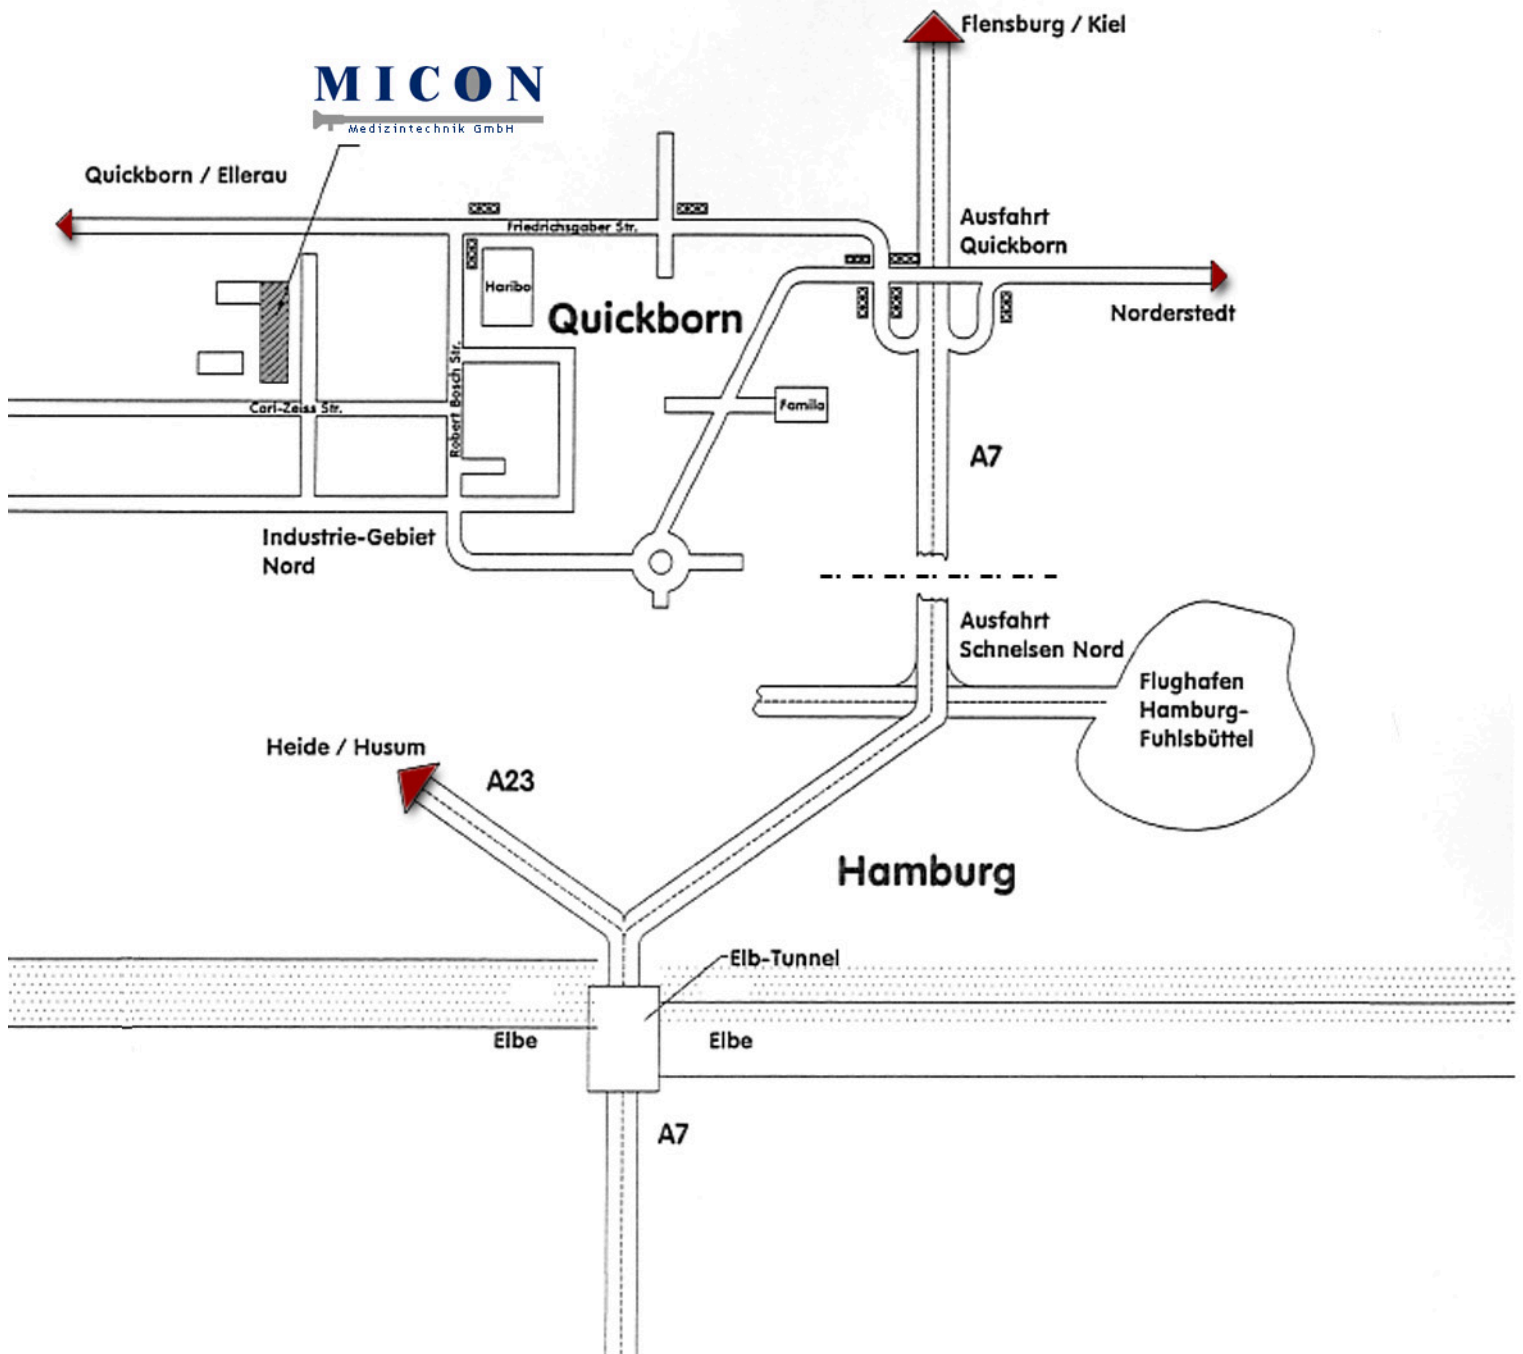 Flensburg / Kiel
MICON
Medizintechnik GmbH
Quickborn / Ellerau
Friedrichsgaber Str.
Ausfahrt
Quickborn
Haribo
Quickborn
Norderstedt
Robert Bosch Str.
Carl-Zeiss Str.
Famila
A7
Industrie-Gebiet
Nord
Ausfahrt
Schnelsen Nord
Flughafen
Hamburg-
Fuhlsbüttel
Heide / Husum
A23
Hamburg
Elb-Tunnel
Elbe
Elbe
A7